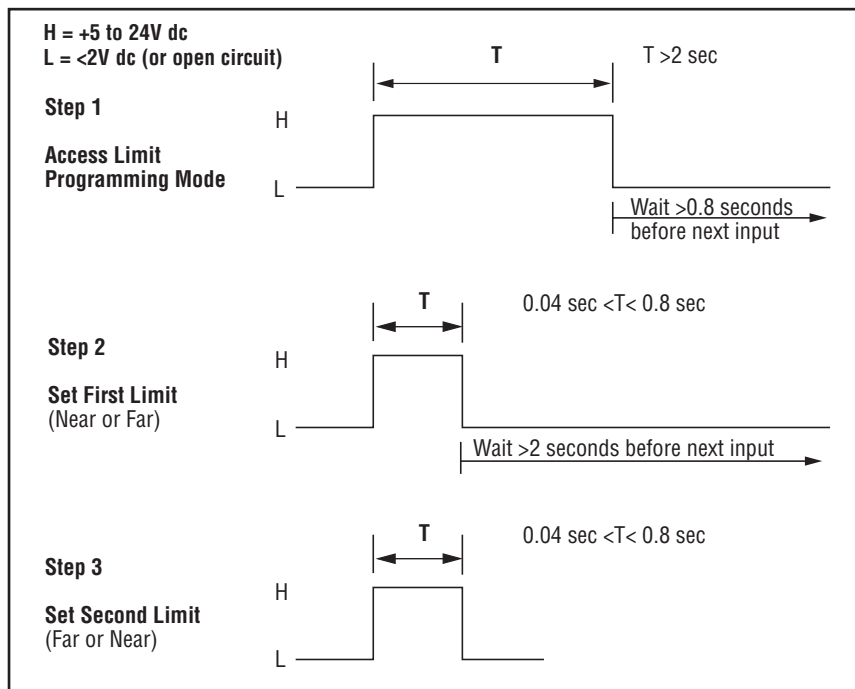 H = +5 to 24V dc
L = <2V dc (or open circuit)
T
T >2 sec
Step 1
Access Limit
Programming Mode
H
L
Wait >0.8 seconds
before next input
T
0.04 sec <T< 0.8 sec
Step 2
Set First Limit
(Near or Far)
H
L
Wait >2 seconds before next input
T
0.04 sec <T< 0.8 sec
Step 3
Set Second Limit
(Far or Near)
H
L